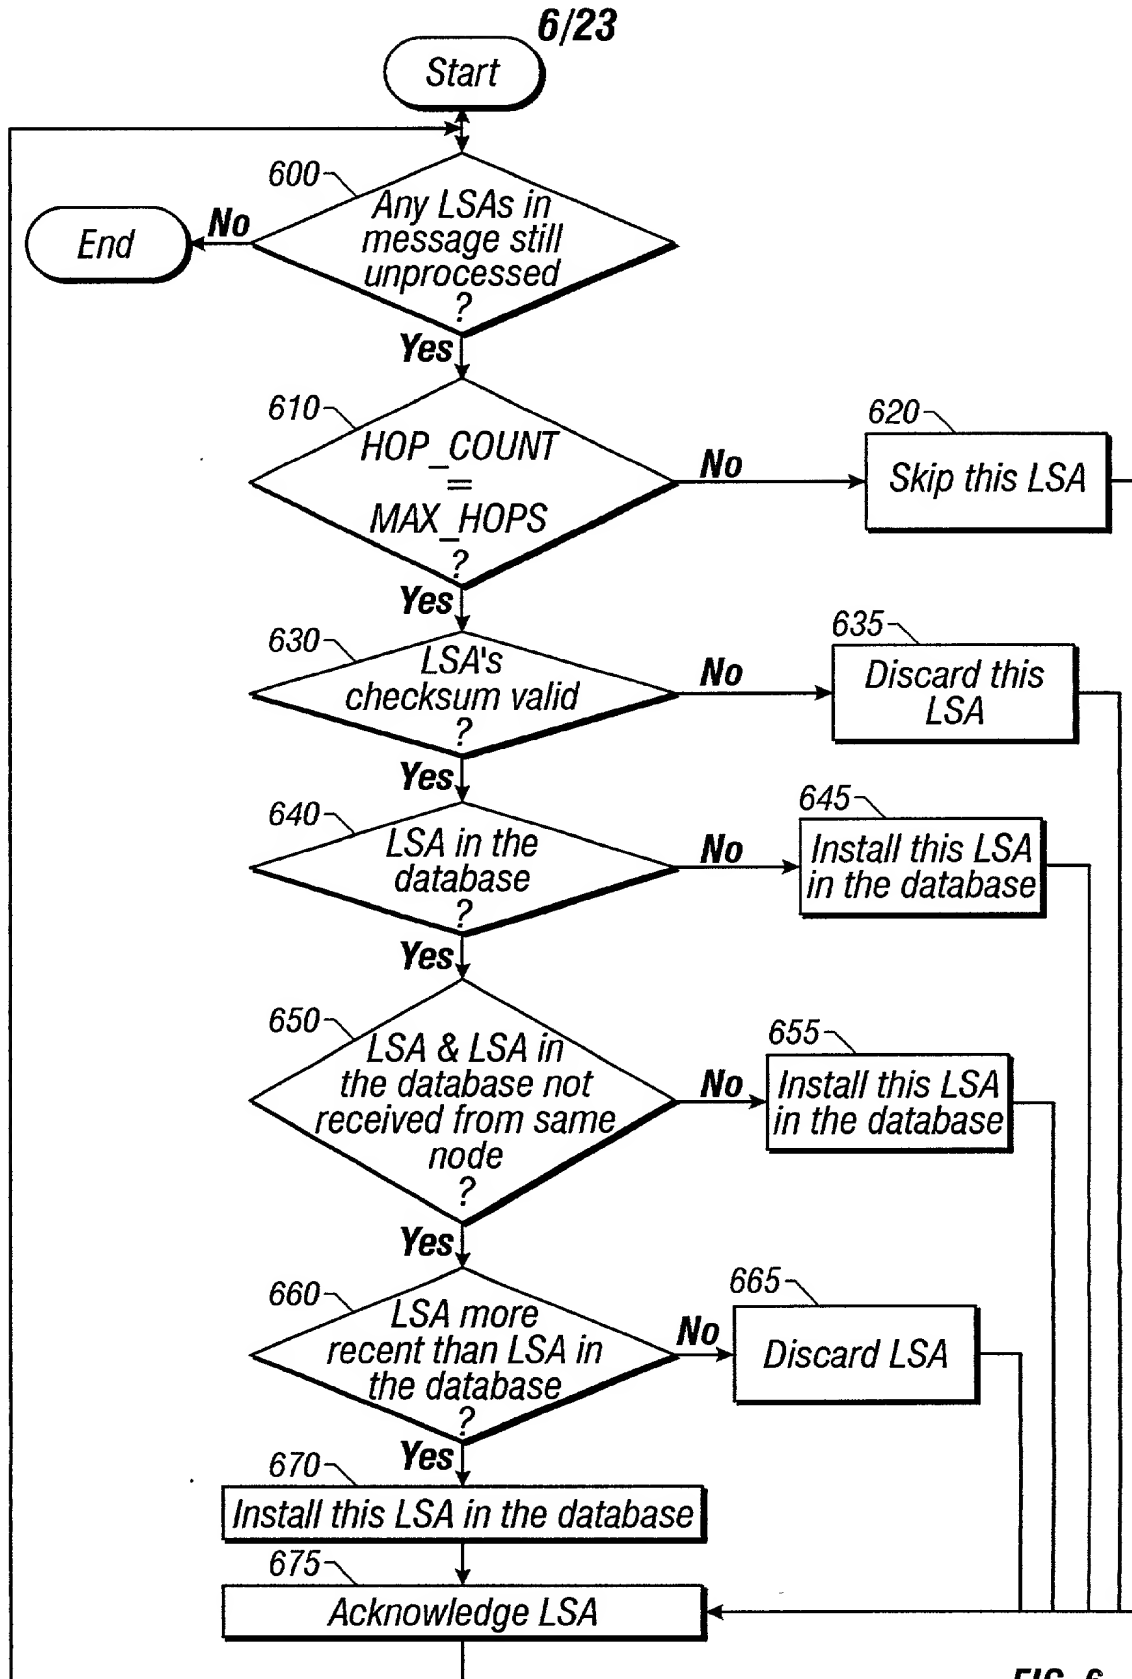 6/23
Start
600
Any LSAs in
message still
unprocessed
?
No
End
Yes
610
HOP_COUNT
=
MAX_HOPS
?
No
620
Skip this LSA
Yes
630
LSA's
checksum valid
?
No
635
Discard this
LSA
Yes
640
LSA in the
database
?
No
645
Install this LSA
in the database
Yes
650
LSA & LSA in
the database not
received from same
node
?
No
655
Install this LSA
in the database
Yes
660
LSA more
recent than LSA in
the database
?
No
665
Discard LSA
Yes
670
Install this LSA in the database
675
Acknowledge LSA
FIG. 6